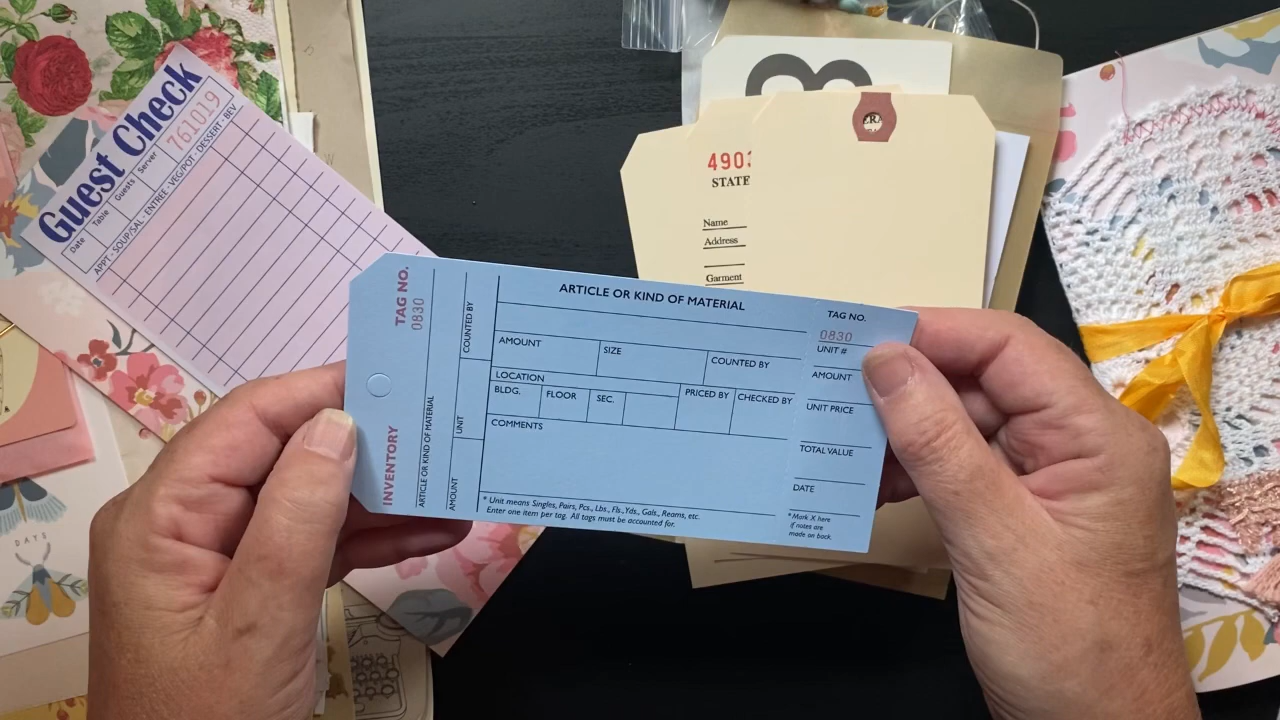 Guest Check
Date Table Guests Server 761019
APPT - SOUP/SAL - ENTREE - VEG/POT - DESSERT - BEV
8
ERA
4903
STATE
Name
Address
Garment
INVENTORY TAG NO.
0830
ARTICLE OR KIND OF MATERIAL
AMOUNT UNIT COUNTED BY
ARTICLE OR KIND OF MATERIAL
AMOUNT SIZE COUNTED BY
LOCATION
BLDG. FLOOR SEC. PRICED BY CHECKED BY
COMMENTS
* Unit means Singles, Pairs, Pcs., Lbs., Fls., Yds., Gals., Reams, etc.
Enter one item per tag. All tags must be accounted for.
TAG NO.
0830
UNIT #
AMOUNT
UNIT PRICE
TOTAL VALUE
DATE
* Mark X here
if notes are
made on back.
DAYS